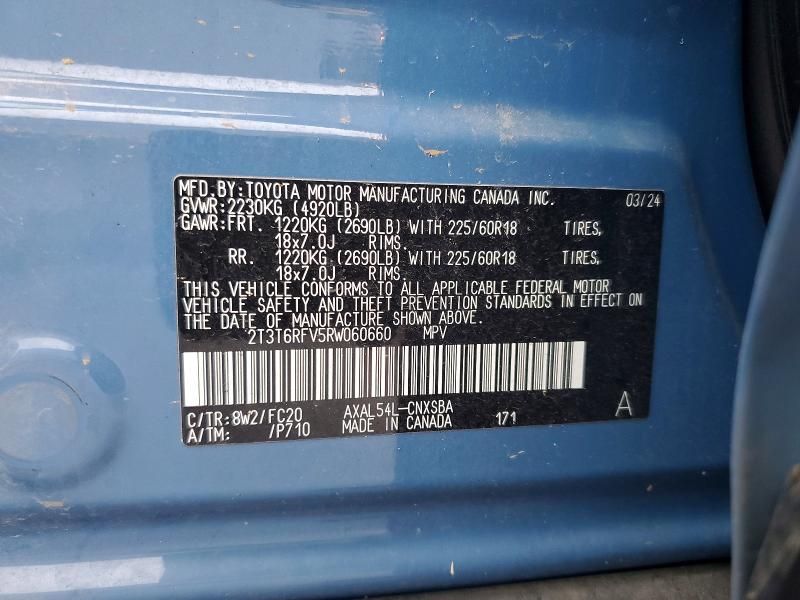 MFD.BY:TOYOTA MOTOR MANUFACTURING CANADA INC. 03/24
GVWR:2230KG (4920LB)
GAWR:FRT. 1220KG (2690LB) WITH 225/60R18 TIRES,
18x7.0J RIMS.
RR. 1220KG (2690LB) WITH 225/60R18 TIRES,
18x7.0J RIMS.
THIS VEHICLE CONFORMS TO ALL APPLICABLE FEDERAL MOTOR
VEHICLE SAFETY AND THEFT PREVENTION STANDARDS IN EFFECT ON
THE DATE OF MANUFACTURE SHOWN ABOVE.
2T3T6RFV5RW060660 MPV
C/TR:8W2/FC20 AXAL54L-CNXSBA
A/TM: /P710 MADE IN CANADA 171 A